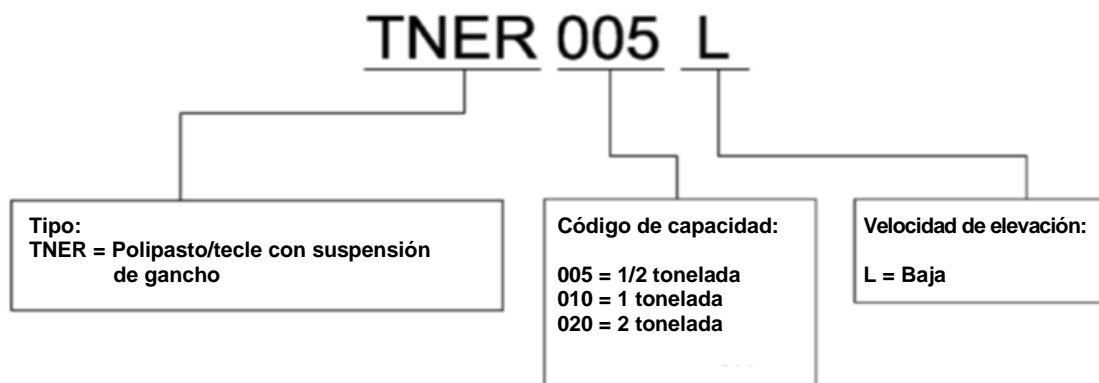 TNER 005 L
Tipo:
TNER = Polipasto/tecle con suspensión
de gancho
Código de capacidad:
005 = 1/2 tonelada
010 = 1 tonelada
020 = 2 tonelada
Velocidad de elevación:
L = Baja